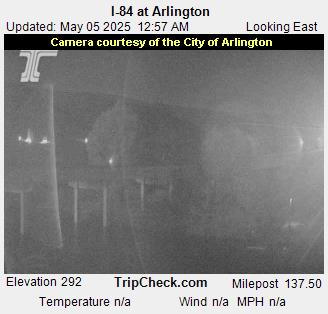 I-84 at Arlington
Updated: May 05 2025 12:57 AM Looking East
Camera courtesy of the City of Arlington
Elevation 292 TripCheck.com Milepost 137.50
Temperature n/a Wind n/a MPH n/a